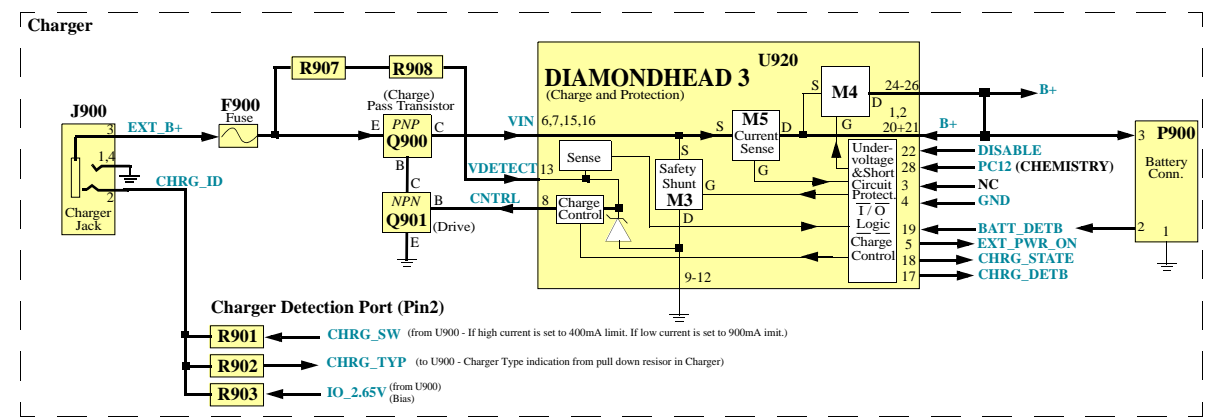 Charger
J900
3
1,4
2
Charger
Jack
EXT_B+
CHRG_ID
F900
Fuse
R907
R908
(Charge)
Pass Transistor
E
PNP
Q900
C
B
C
NPN
Q901
B
(Drive)
E
VIN
VDETECT
CNTRL
U920
DIAMONDHEAD 3
(Charge and Protection)
6,7,15,16
13
8
Sense
Charge
Control
S
Safety
Shunt
M3
G
D
9-12
S
M5
Current
Sense
D
G
S
M4
D
G
24-26
1,2
20+21
Under-
voltage
&Short
Circuit
Protect.
I / O
Logic
Charge
Control
22
28
3
4
19
5
18
17
B+
B+
DISABLE
PC12 (CHEMISTRY)
NC
GND
BATT_DETB
EXT_PWR_ON
CHRG_STATE
CHRG_DETB
P900
3
Battery
Conn.
2
1
Charger Detection Port (Pin2)
R901
CHRG_SW (from U900 - If high current is set to 400mA limit. If low current is set to 900mA imit.)
R902
CHRG_TYP (to U900 - Charger Type indication from pull down resisor in Charger)
R903
IO_2.65V (from U900)
(Bias)